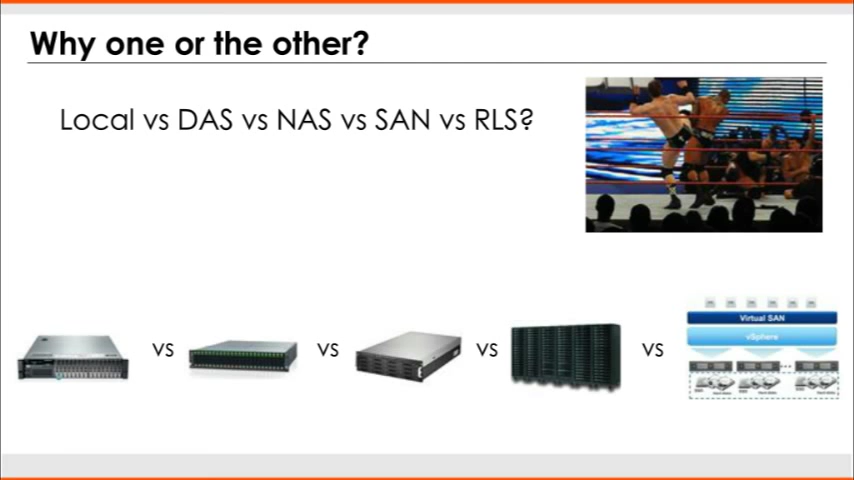 Why one or the other?
Local vs DAS vs NAS vs SAN vs RLS?
vs vs vs vs
Virtual SAN
vSphere